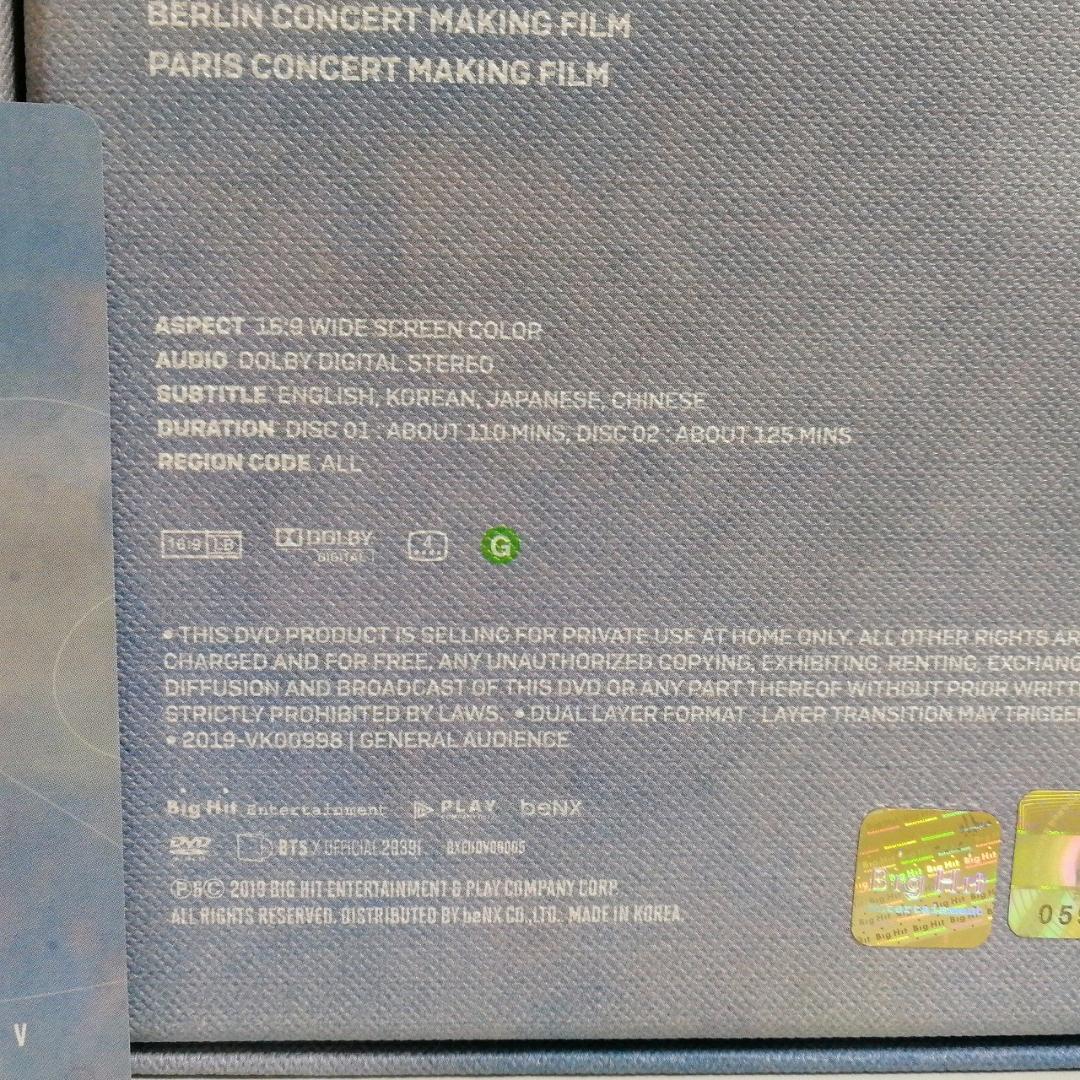 BERLIN CONCERT MAKING FILM
PARIS CONCERT MAKING FILM
ASPECT 16:9 WIDE SCREEN COLOR
AUDIO DOLBY DIGITAL STEREO
SUBTITLE ENGLISH, KOREAN, JAPANESE, CHINESE
DURATION DISC 01 : ABOUT 110 MINS, DISC 02 : ABOUT 125 MINS
REGION CODE ALL
16:9 LB DOLBY DIGITAL 4 G
• THIS DVD PRODUCT IS SELLING FOR PRIVATE USE AT HOME ONLY. ALL OTHER RIGHTS AR
CHARGED AND FOR FREE, ANY UNAUTHORIZED COPYING, EXHIBITING, RENTING, EXCHANG
DIFFUSION AND BROADCAST OF THIS DVD OR ANY PART THEREOF WITHOUT PRIOR WRITT
STRICTLY PROHIBITED BY LAWS. • DUAL LAYER FORMAT : LAYER TRANSITION MAY TRIGGE
• 2019-VK00998 | GENERAL AUDIENCE
Big Hit Entertainment PLAY beNX
DVD BTS X OFFICIAL
℗&© 2019 BIG HIT ENTERTAINMENT & PLAY COMPANY CORP.
ALL RIGHTS RESERVED. DISTRIBUTED BY beNX CO., LTD. MADE IN KOREA.
Big Hit
Entertainment
05
V